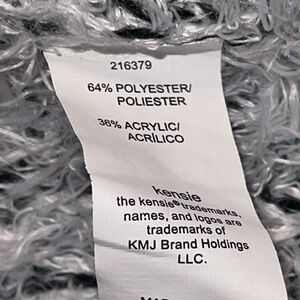 216379
64% POLYESTER/
POLIESTER
36% ACRYLIC/
ACRÍLICO
kensie
the kensie® trademarks,
names, and logos are
trademarks of
KMJ Brand Holdings
LLC.